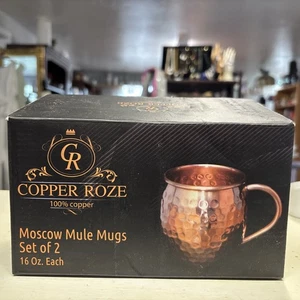 CR
COPPER ROZE
100% copper
Moscow Mule Mugs
Set of 2
16 Oz. Each